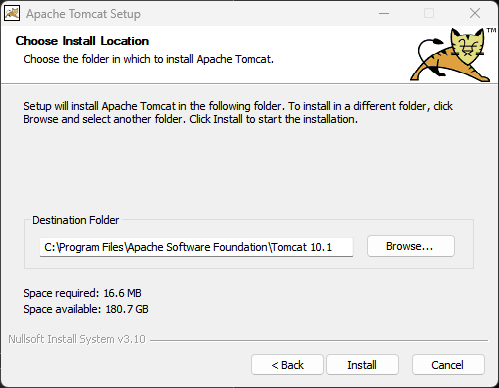 Apache Tomcat Setup
Choose Install Location
Choose the folder in which to install Apache Tomcat.
TM
Setup will install Apache Tomcat in the following folder. To install in a different folder, click
Browse and select another folder. Click Install to start the installation.
Destination Folder
C:\Program Files\Apache Software Foundation\Tomcat 10.1
Browse...
Space required: 16.6 MB
Space available: 180.7 GB
Nullsoft Install System v3.10
< Back
Install
Cancel